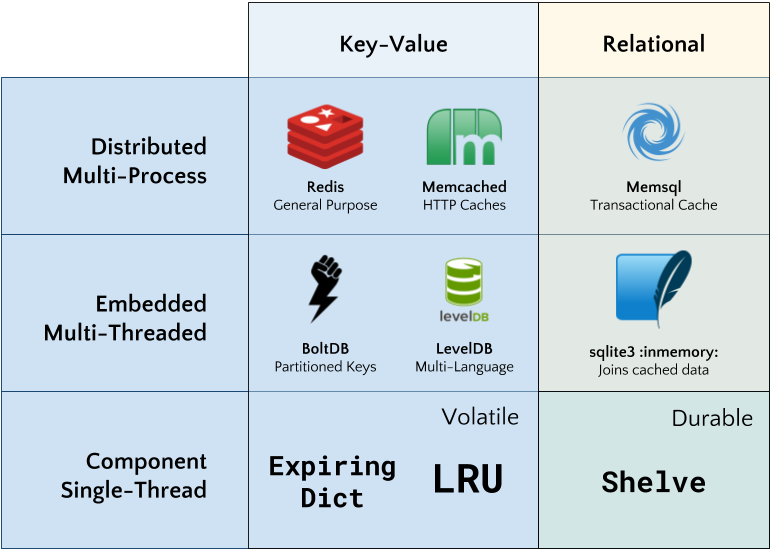 Key-Value
Relational
Distributed
Multi-Process
Redis
General Purpose
Memcached
HTTP Caches
Memsql
Transactional Cache
Embedded
Multi-Threaded
BoltDB
Partitioned Keys
levelDB
LevelDB
Multi-Language
sqlite3 :inmemory:
Joins cached data
Component
Single-Thread
Volatile
Expiring
Dict
LRU
Durable
Shelve